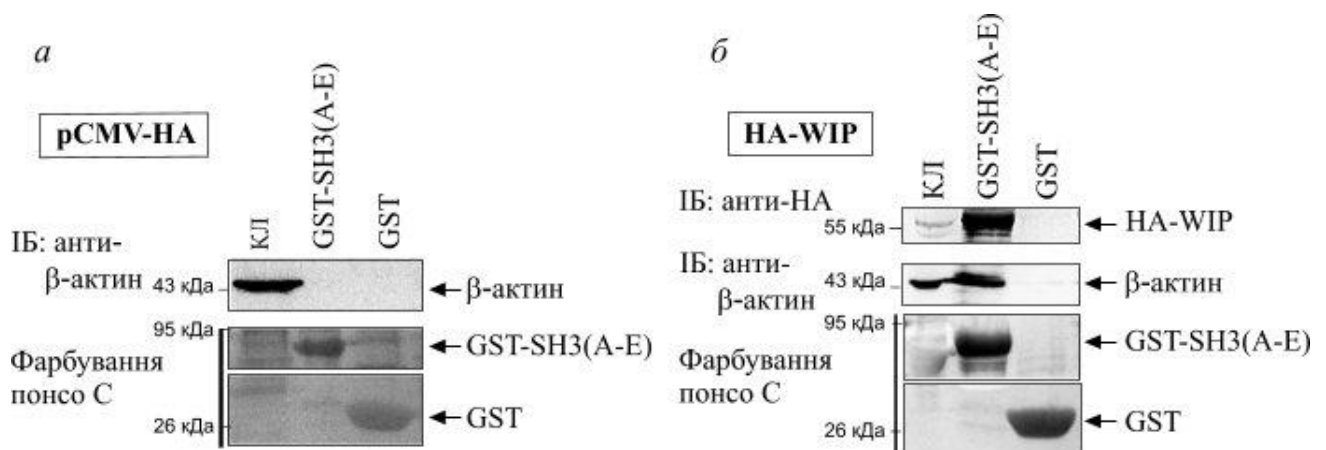 а
pCMV-HA
КЛ
GST-SH3(A-E)
GST
ІБ: анти-
β-актин
43 кДа
β-актин
95 кДа
GST-SH3(A-E)
Фарбування
понсо С
26 кДа
GST
б
HA-WIP
КЛ
GST-SH3(A-E)
GST
ІБ: анти-НА
55 кДа
HA-WIP
ІБ: анти-
β-актин
43 кДа
β-актин
95 кДа
GST-SH3(A-E)
Фарбування
понсо С
26 кДа
GST